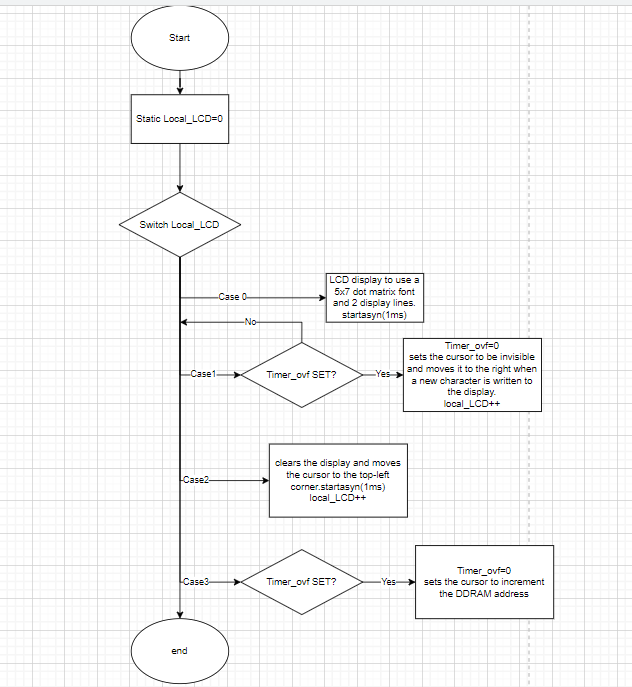 Start
Static Local_LCD=0
Switch Local_LCD
Case 0
LCD display to use a
5x7 dot matrix font
and 2 display lines.
startasyn(1ms)
No
Case1
Timer_ovf SET?
Yes
Timer_ovf=0
sets the cursor to be invisible
and moves it to the right when
a new character is written to
the display.
local_LCD++
Case2
clears the display and moves
the cursor to the top-left
corner.startasyn(1ms)
local_LCD++
Case3
Timer_ovf SET?
Yes
Timer_ovf=0
sets the cursor to increment
the DDRAM address
end